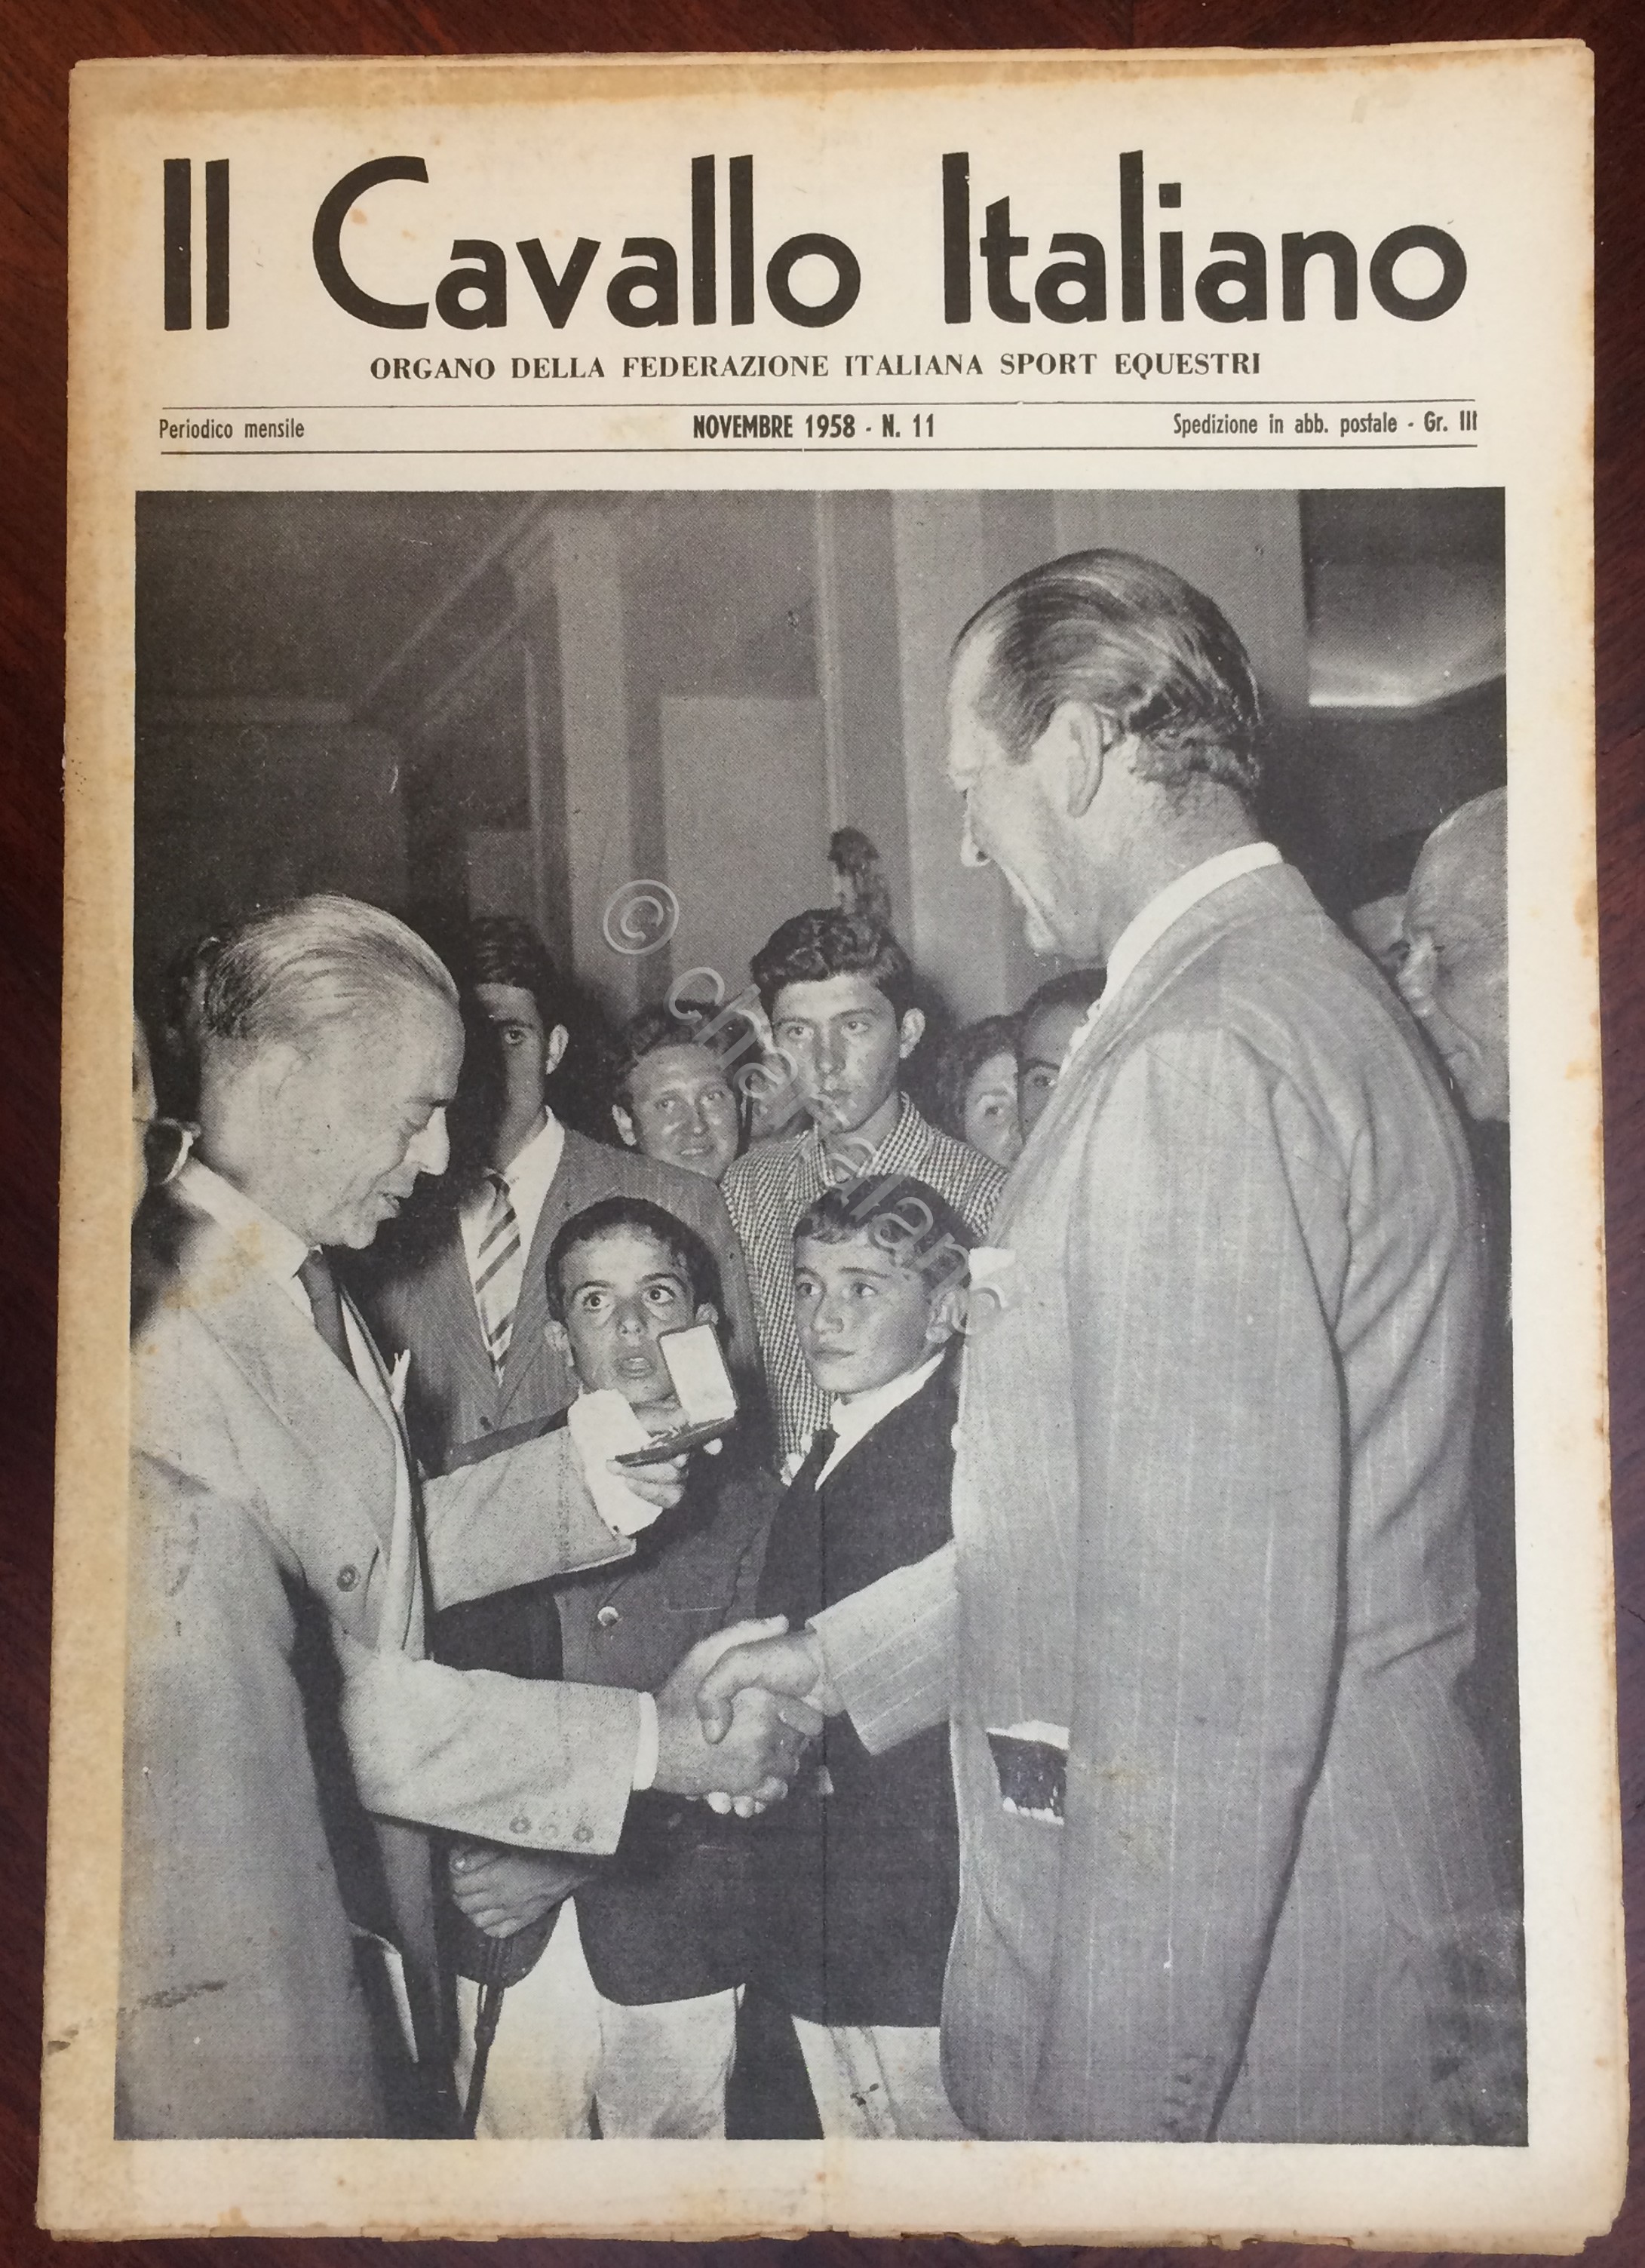 Il Cavallo Italiano
ORGANO DELLA FEDERAZIONE ITALIANA SPORT EQUESTRI
Periodico mensile
NOVEMBRE 1958 - N. 11
Spedizione in abb. postale - Gr. III